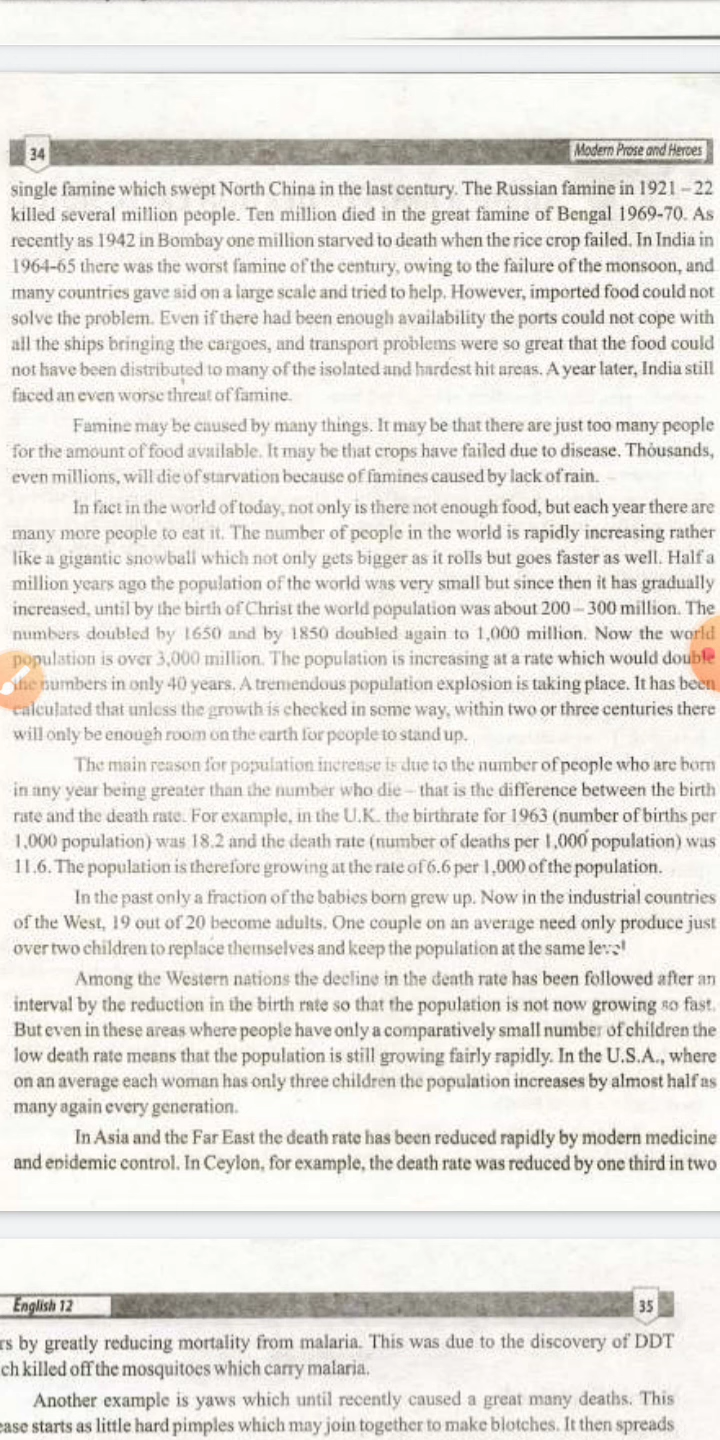 34
Modern Prose and Heroes
single famine which swept North China in the last century. The Russian famine in 1921 – 22
killed several million people. Ten million died in the great famine of Bengal 1969-70. As
recently as 1942 in Bombay one million starved to death when the rice crop failed. In India in
1964-65 there was the worst famine of the century, owing to the failure of the monsoon, and
many countries gave aid on a large scale and tried to help. However, imported food could not
solve the problem. Even if there had been enough availability the ports could not cope with
all the ships bringing the cargoes, and transport problems were so great that the food could
not have been distributed to many of the isolated and hardest hit areas. A year later, India still
faced an even worse threat of famine.
Famine may be caused by many things. It may be that there are just too many people
for the amount of food available. It may be that crops have failed due to disease. Thousands,
even millions, will die of starvation because of famines caused by lack of rain.
In fact in the world of today, not only is there not enough food, but each year there are
many more people to eat it. The number of people in the world is rapidly increasing rather
like a gigantic snowball which not only gets bigger as it rolls but goes faster as well. Half a
million years ago the population of the world was very small but since then it has gradually
increased, until by the birth of Christ the world population was about 200 – 300 million. The
numbers doubled by 1650 and by 1850 doubled again to 1,000 million. Now the world
population is over 3,000 million. The population is increasing at a rate which would double
the numbers in only 40 years. A tremendous population explosion is taking place. It has been
calculated that unless the growth is checked in some way, within two or three centuries there
will only be enough room on the earth for people to stand up.
The main reason for population increase is due to the number of people who are born
in any year being greater than the number who die – that is the difference between the birth
rate and the death rate. For example, in the U.K. the birthrate for 1963 (number of births per
1,000 population) was 18.2 and the death rate (number of deaths per 1,000 population) was
11.6. The population is therefore growing at the rate of 6.6 per 1,000 of the population.
In the past only a fraction of the babies born grew up. Now in the industrial countries
of the West, 19 out of 20 become adults. One couple on an average need only produce just
over two children to replace themselves and keep the population at the same level
Among the Western nations the decline in the death rate has been followed after an
interval by the reduction in the birth rate so that the population is not now growing so fast.
But even in these areas where people have only a comparatively small number of children the
low death rate means that the population is still growing fairly rapidly. In the U.S.A., where
on an average each woman has only three children the population increases by almost half as
many again every generation.
In Asia and the Far East the death rate has been reduced rapidly by modern medicine
and epidemic control. In Ceylon, for example, the death rate was reduced by one third in two
English 12
35
rs by greatly reducing mortality from malaria. This was due to the discovery of DDT
ch killed off the mosquitoes which carry malaria.
Another example is yaws which until recently caused a great many deaths. This
ease starts as little hard pimples which may join together to make blotches. It then spreads